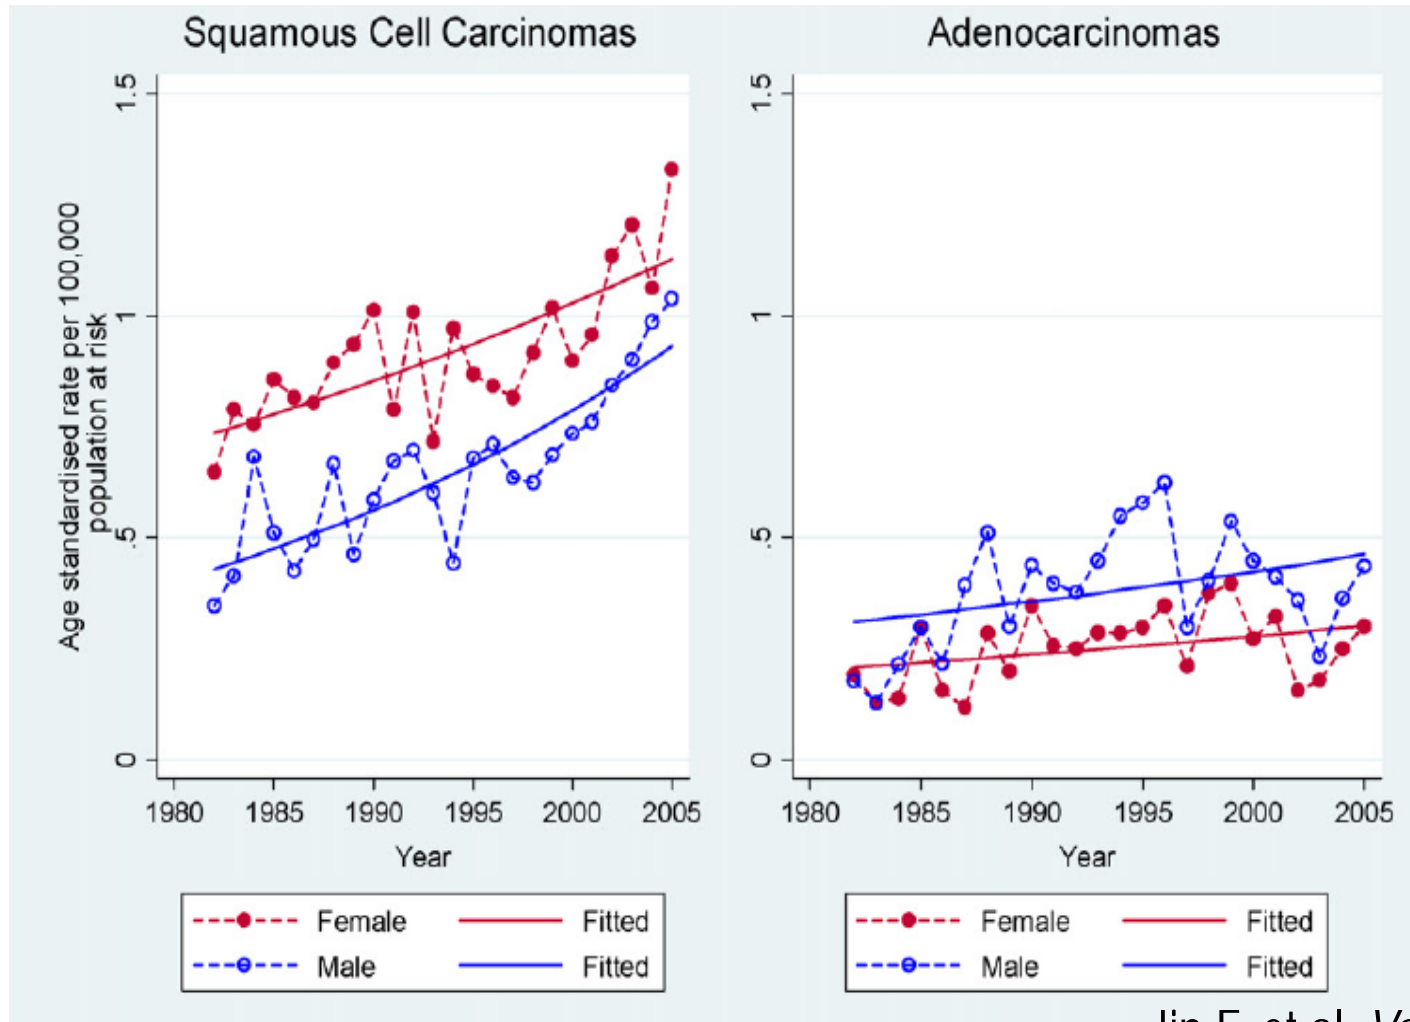 Squamous Cell Carcinomas
Adenocarcinomas
Age standardised rate per 100,000
population at risk
1.5
1
.5
0
1980 1985 1990 1995 2000 2005
Year
1.5
1
.5
0
1980 1985 1990 1995 2000 2005
Year
Female Fitted
Male Fitted
Female Fitted
Male Fitted